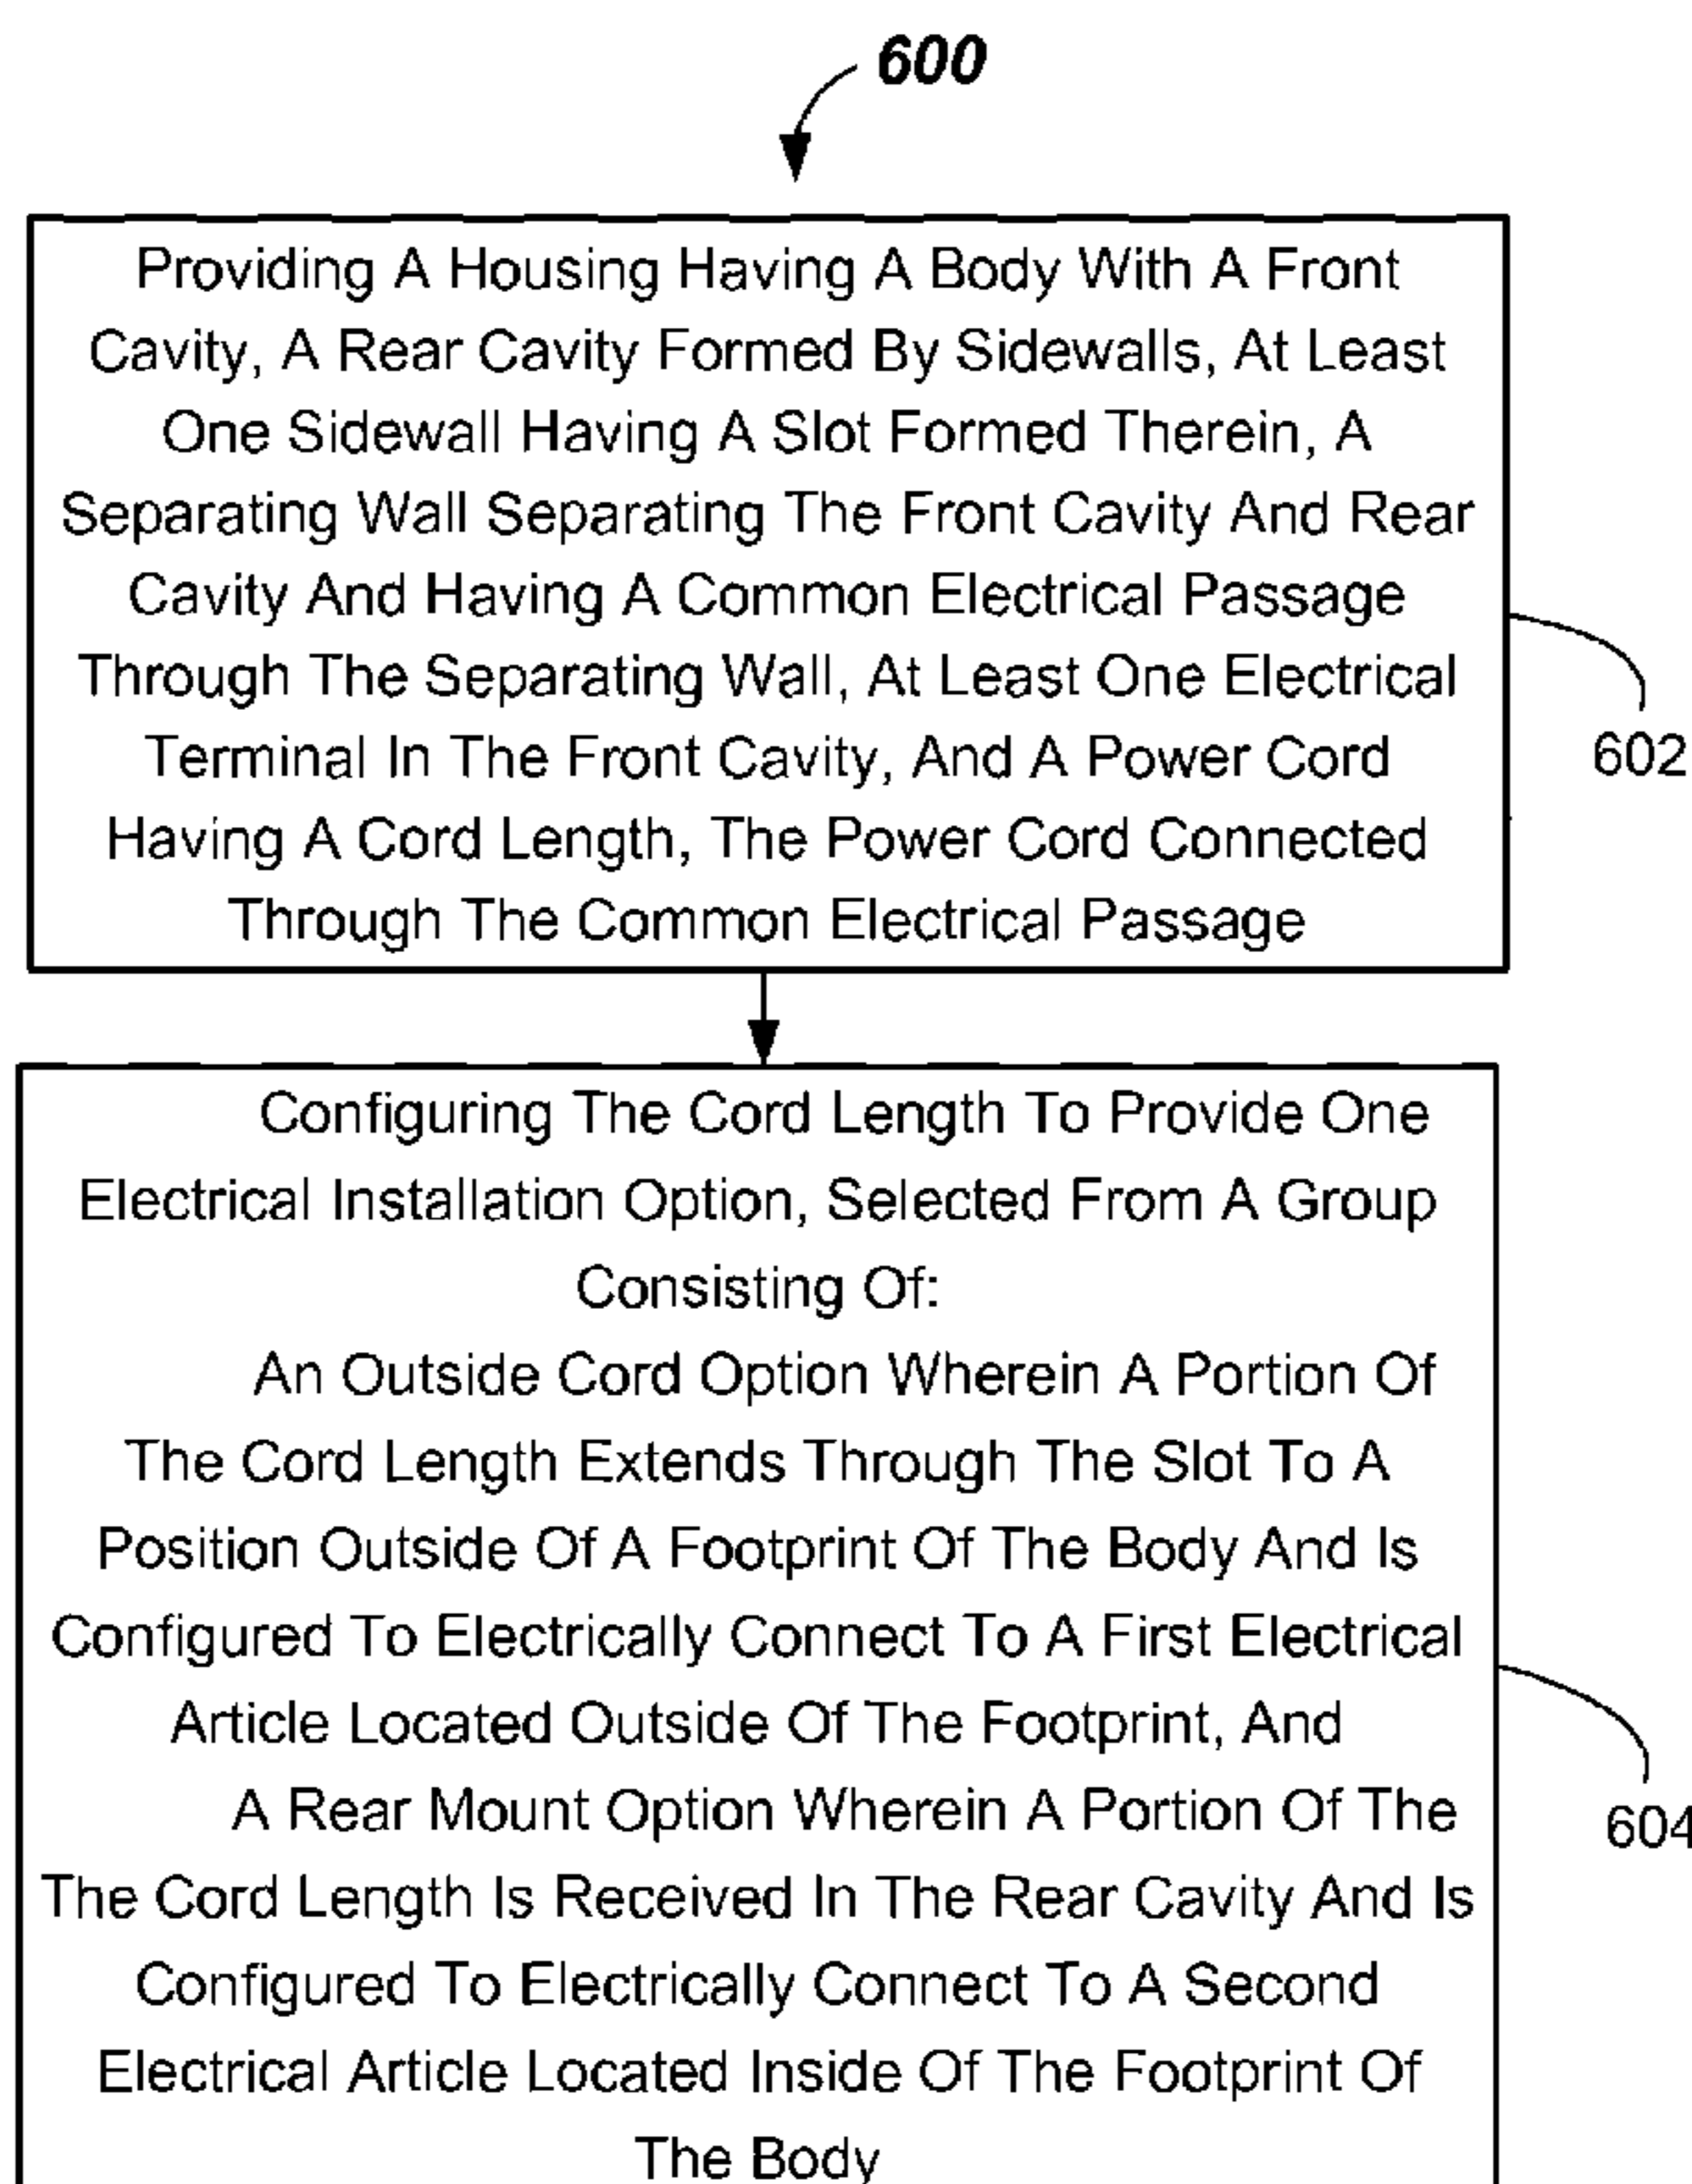 600
Providing A Housing Having A Body With A Front
Cavity, A Rear Cavity Formed By Sidewalls, At Least
One Sidewall Having A Slot Formed Therein, A
Separating Wall Separating The Front Cavity And Rear
Cavity And Having A Common Electrical Passage
Through The Separating Wall, At Least One Electrical
Terminal In The Front Cavity, And A Power Cord
Having A Cord Length, The Power Cord Connected
Through The Common Electrical Passage
602
Configuring The Cord Length To Provide One
Electrical Installation Option, Selected From A Group
Consisting Of:
An Outside Cord Option Wherein A Portion Of
The Cord Length Extends Through The Slot To A
Position Outside Of A Footprint Of The Body And Is
Configured To Electrically Connect To A First Electrical
Article Located Outside Of The Footprint, And
A Rear Mount Option Wherein A Portion Of The
The Cord Length Is Received In The Rear Cavity And Is
Configured To Electrically Connect To A Second
Electrical Article Located Inside Of The Footprint Of
The Body
604